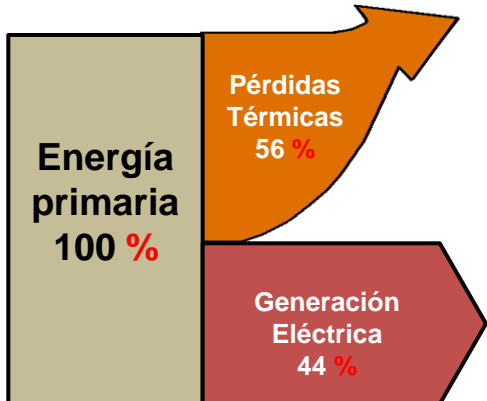 Energía
primaria
100 %
Pérdidas
Térmicas
56 %
Generación
Eléctrica
44 %